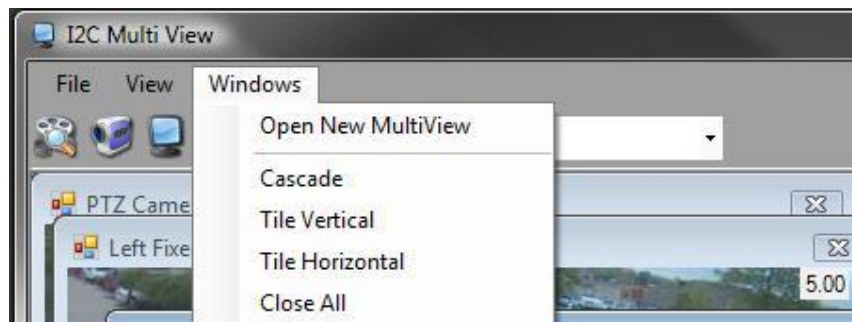 I2C Multi View
File View Windows
Open New MultiView
Cascade
PTZ Came
Tile Vertical
Left Fixe
Tile Horizontal
5.00
Close All